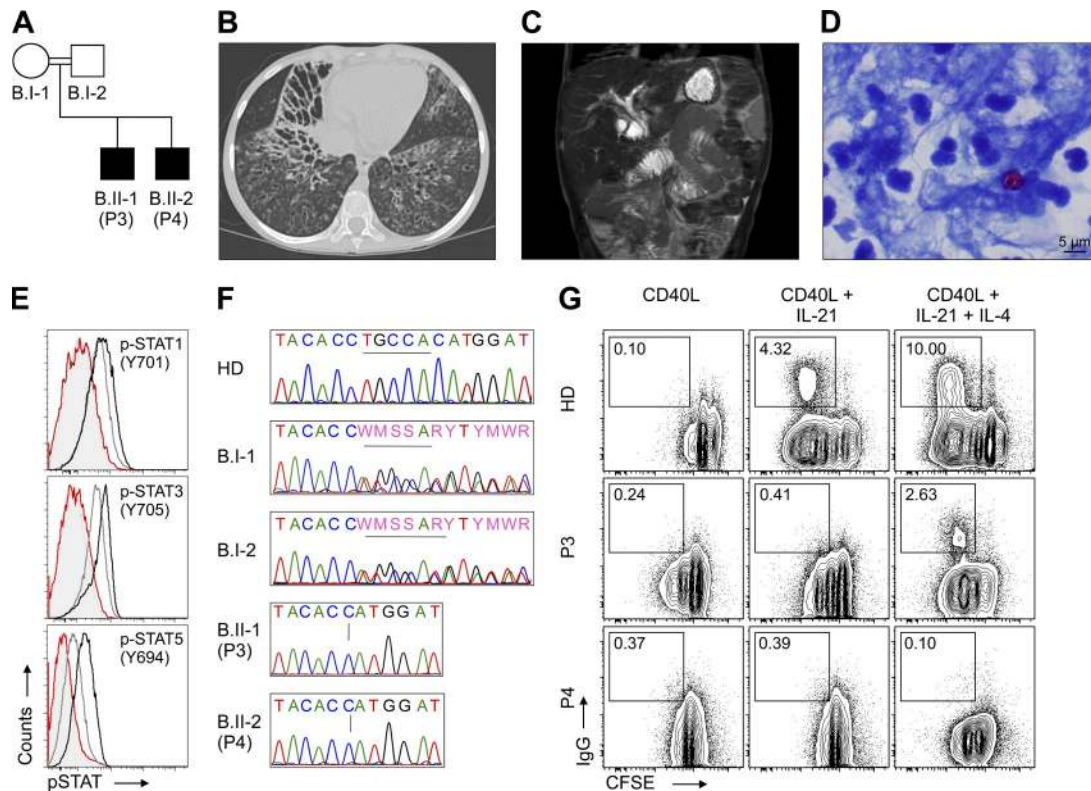 A
B.I-1
B.I-2
B.II-1
(P3)
B.II-2
(P4)
B
C
D
5 µm
E
p-STAT1
(Y701)
p-STAT3
(Y705)
p-STAT5
(Y694)
Counts
pSTAT
F
HD
TACACCTGCCACATGGAT
B.I-1
TACACCWMSSARYTYMWR
B.I-2
TACACCWMSSARYTYMWR
B.II-1
(P3)
TACACCATGGAT
B.II-2
(P4)
TACACCATGGAT
G
CD40L
CD40L +
IL-21
CD40L +
IL-21 + IL-4
HD
0.10
4.32
10.00
P3
0.24
0.41
2.63
P4
0.37
0.39
0.10
IgG
CFSE